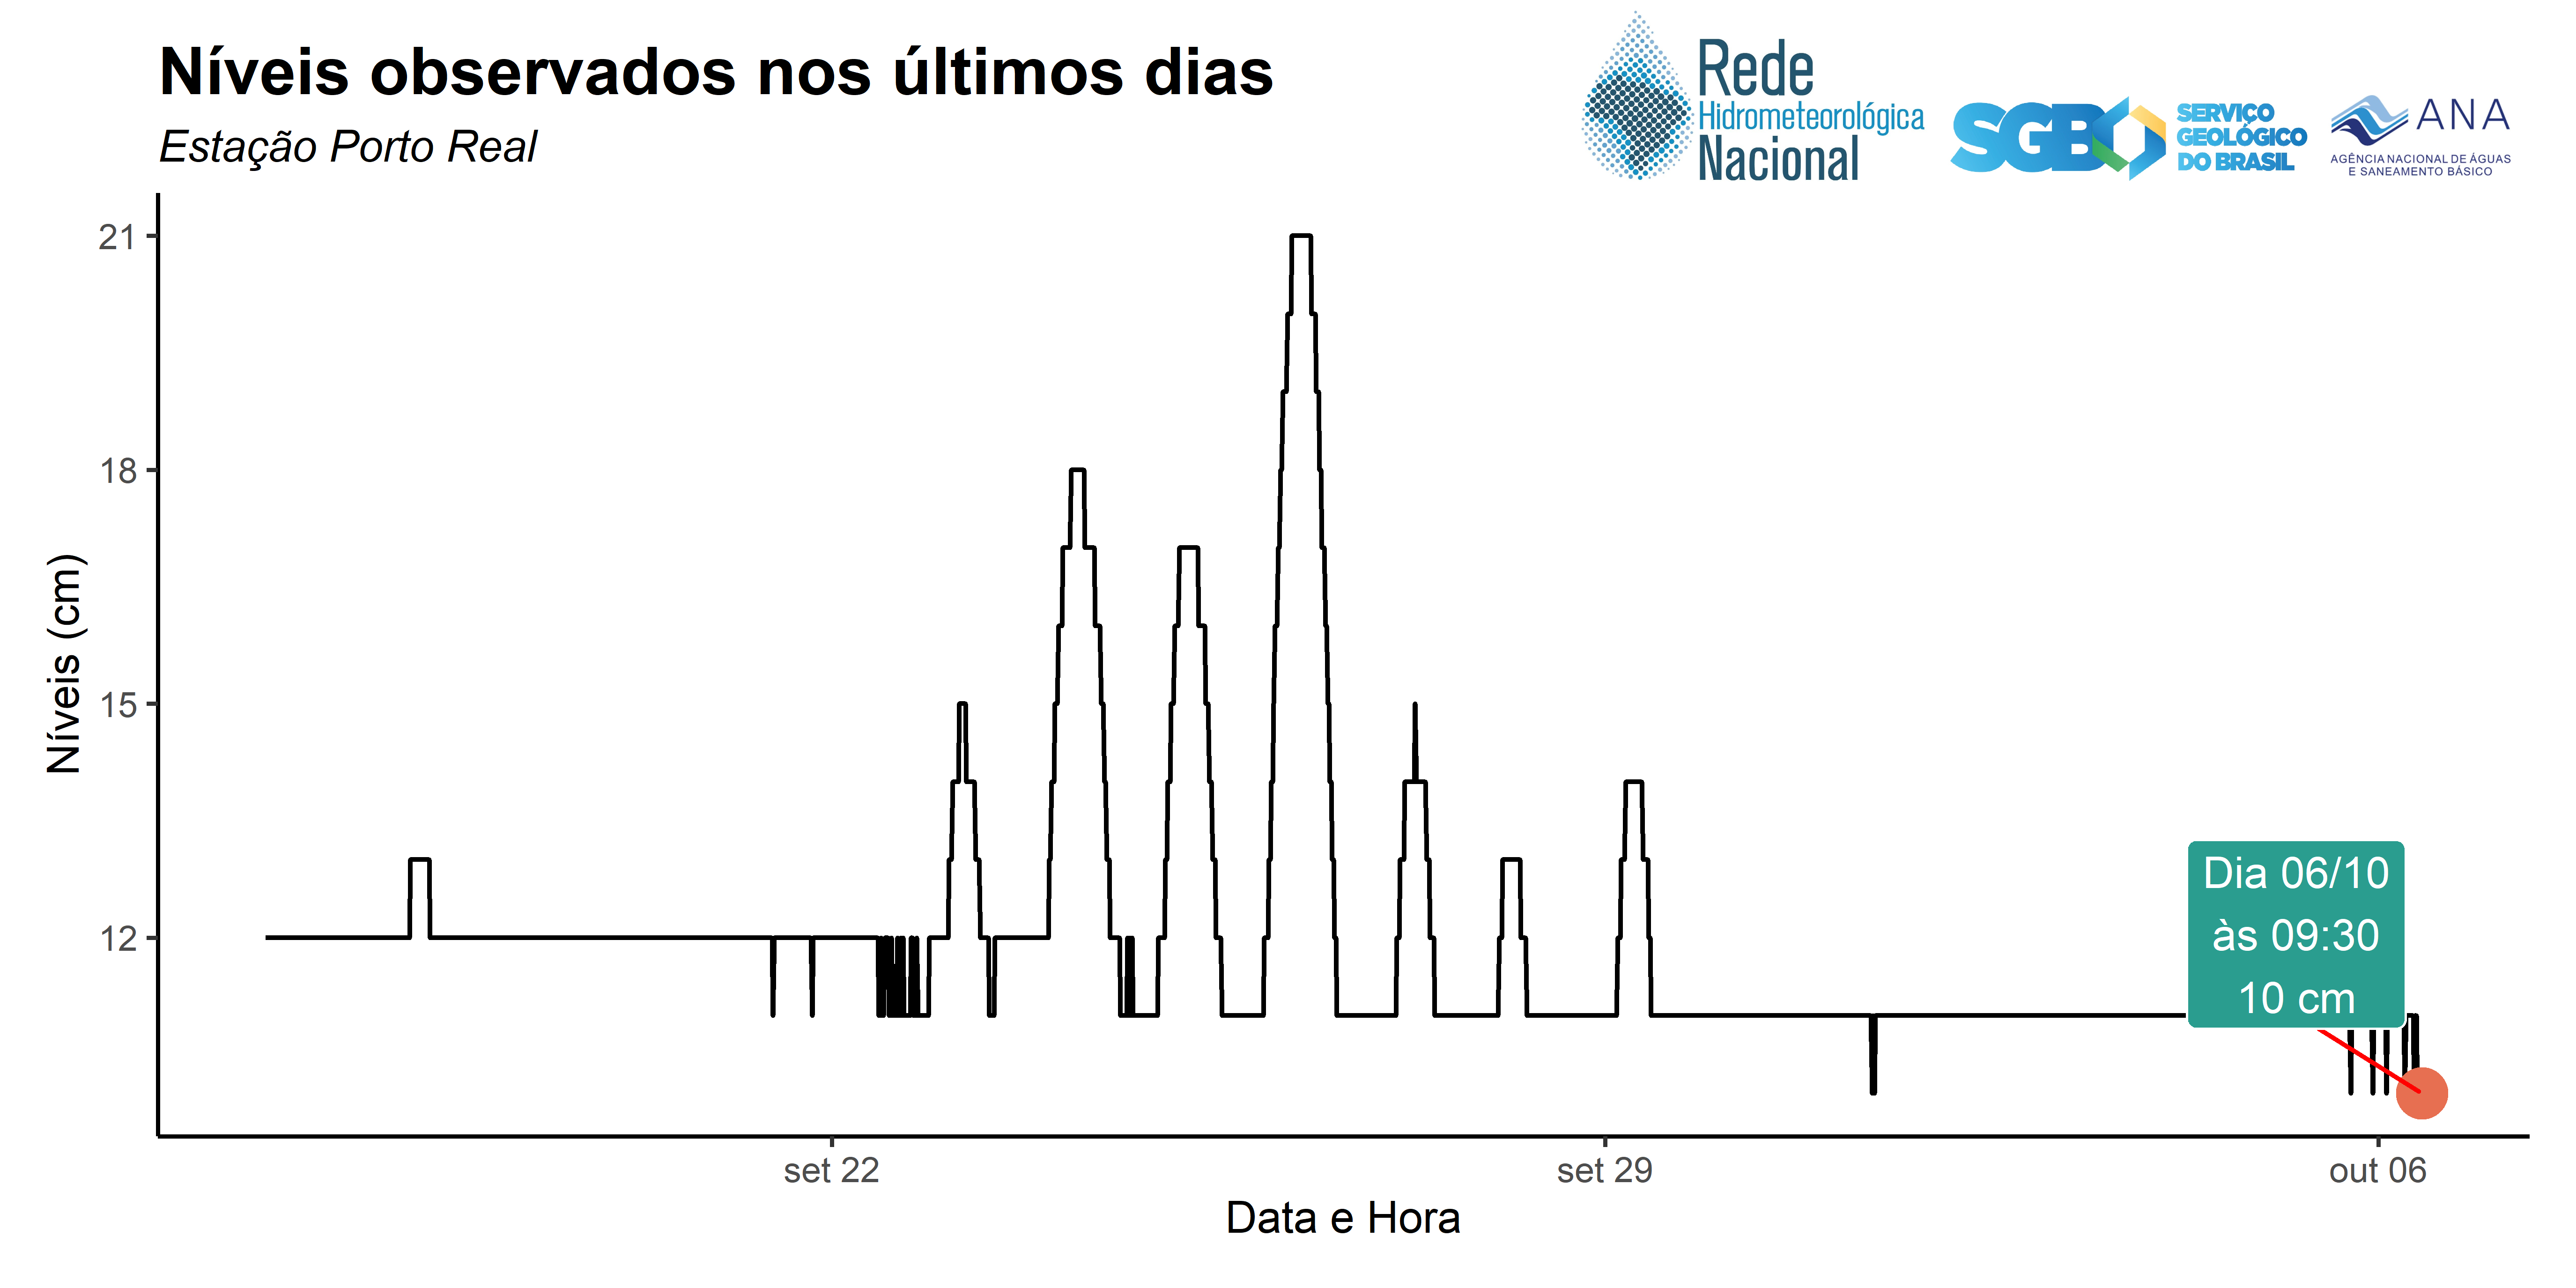 Níveis observados nos últimos dias
Estação Porto Real
Rede
Hidrometeorológica
Nacional
SGB
SERVIÇO
GEOLÓGICO
DO BRASIL
ANA
AGÊNCIA NACIONAL DE ÁGUAS
E SANEAMENTO BÁSICO
Níveis (cm)
21
18
15
12
Dia 06/10
às 09:30
10 cm
set 22
set 29
out 06
Data e Hora